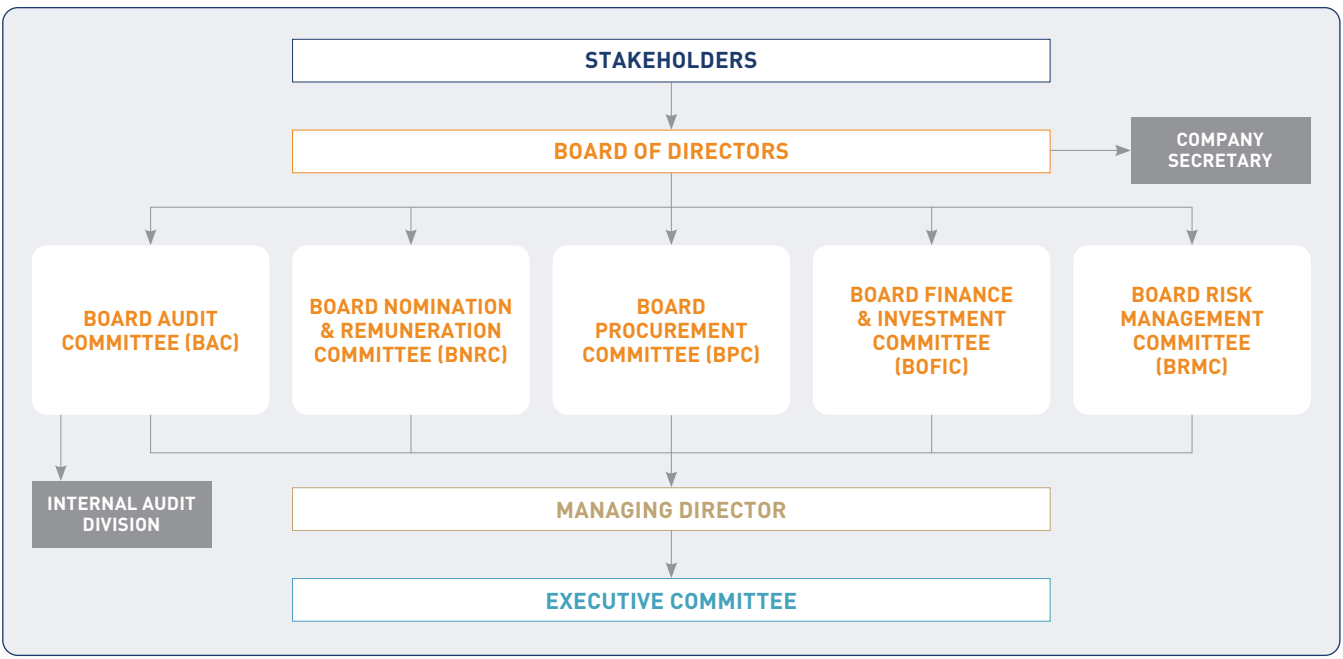 STAKEHOLDERS
BOARD OF DIRECTORS
COMPANY
SECRETARY
BOARD AUDIT
COMMITTEE (BAC)
BOARD NOMINATION
& REMUNERATION
COMMITTEE (BNRC)
BOARD
PROCUREMENT
COMMITTEE (BPC)
BOARD FINANCE
& INVESTMENT
COMMITTEE
(BOFIC)
BOARD RISK
MANAGEMENT
COMMITTEE
(BRMC)
INTERNAL AUDIT
DIVISION
MANAGING DIRECTOR
EXECUTIVE COMMITTEE